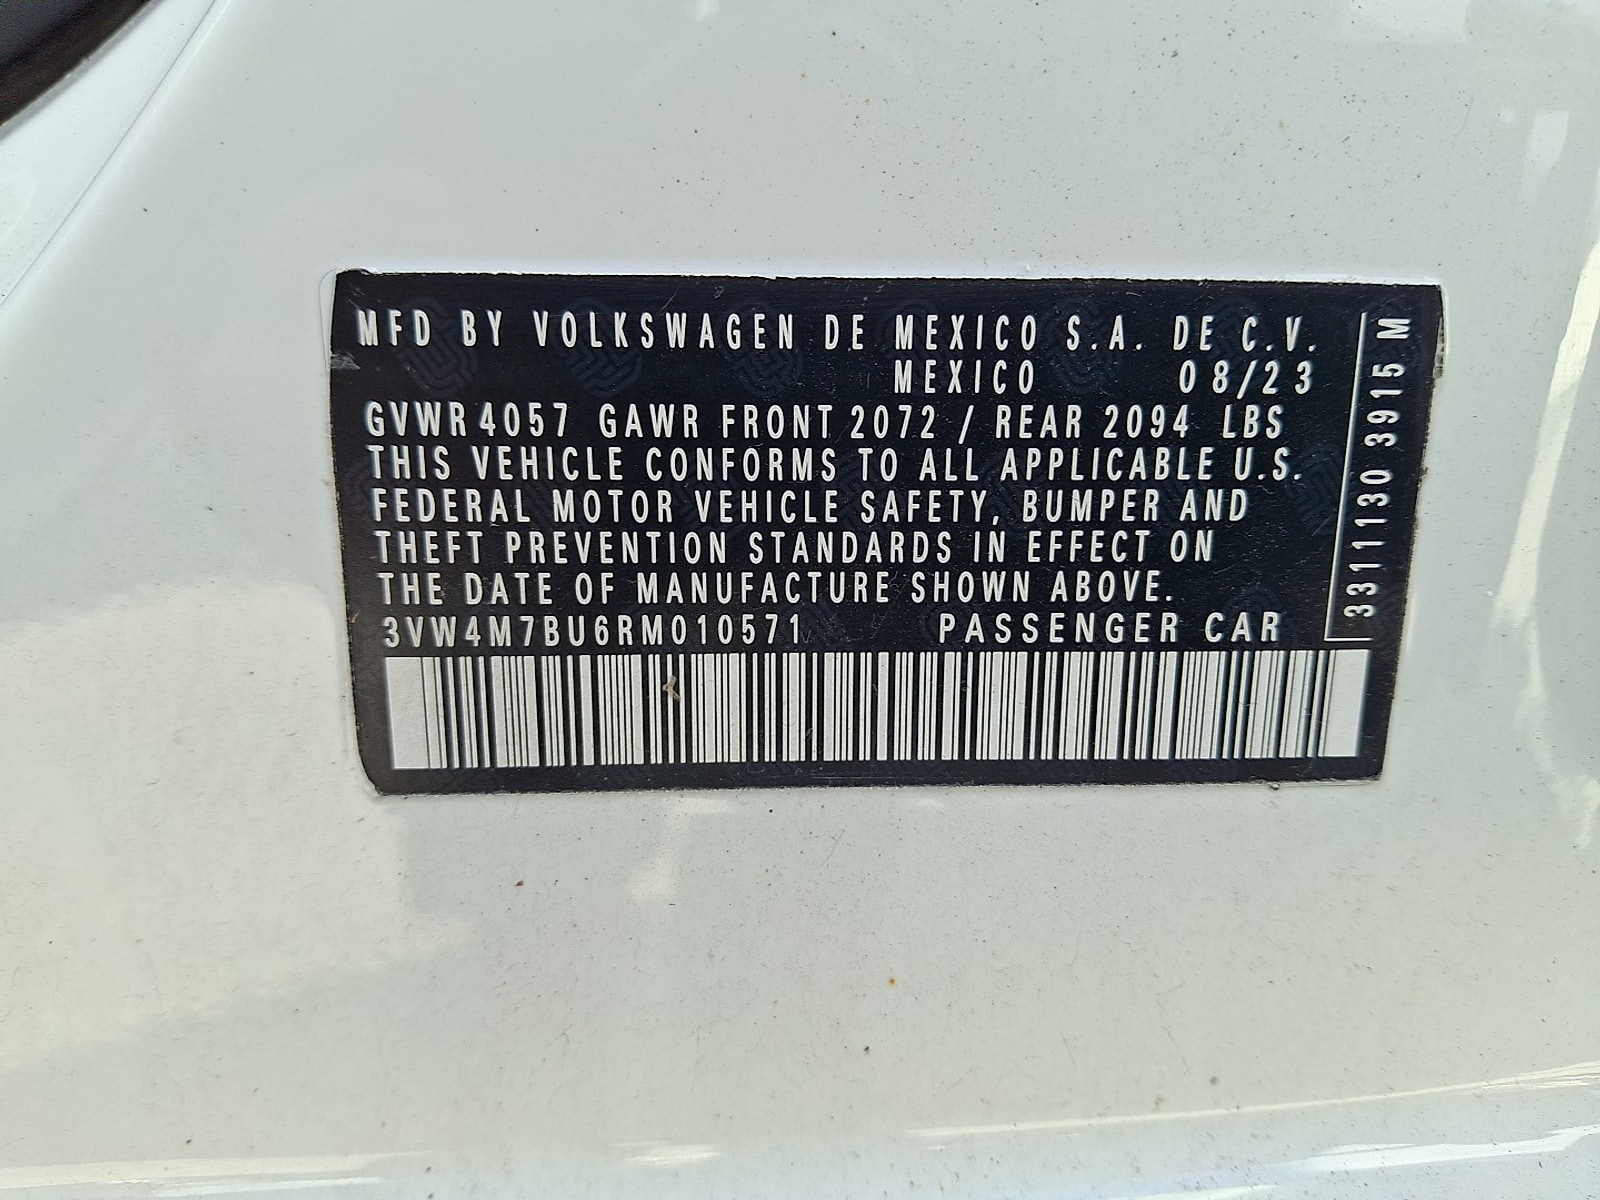 MFD BY VOLKSWAGEN DE MEXICO S.A. DE C.V.
MEXICO 08/23
GVWR 4057 GAWR FRONT 2072 / REAR 2094 LBS
THIS VEHICLE CONFORMS TO ALL APPLICABLE U.S.
FEDERAL MOTOR VEHICLE SAFETY, BUMPER AND
THEFT PREVENTION STANDARDS IN EFFECT ON
THE DATE OF MANUFACTURE SHOWN ABOVE.
3VW4M7BU6RM010571 PASSENGER CAR
3311130 3915 M